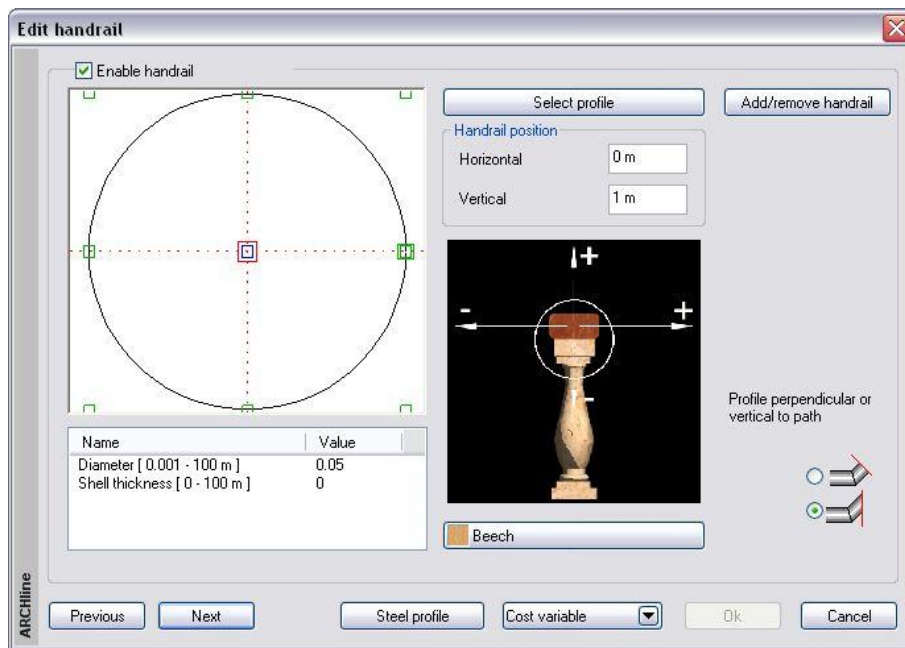 Edit handrail
Enable handrail
Select profile
Add/remove handrail
Handrail position
Horizontal 0 m
Vertical 1 m
+
- +
-
Name Value
Diameter [ 0.001 - 100 m ] 0.05
Shell thickness [ 0 - 100 m ] 0
Profile perpendicular or
vertical to path
Beech
ARCHline
Previous Next Steel profile Cost variable Ok Cancel